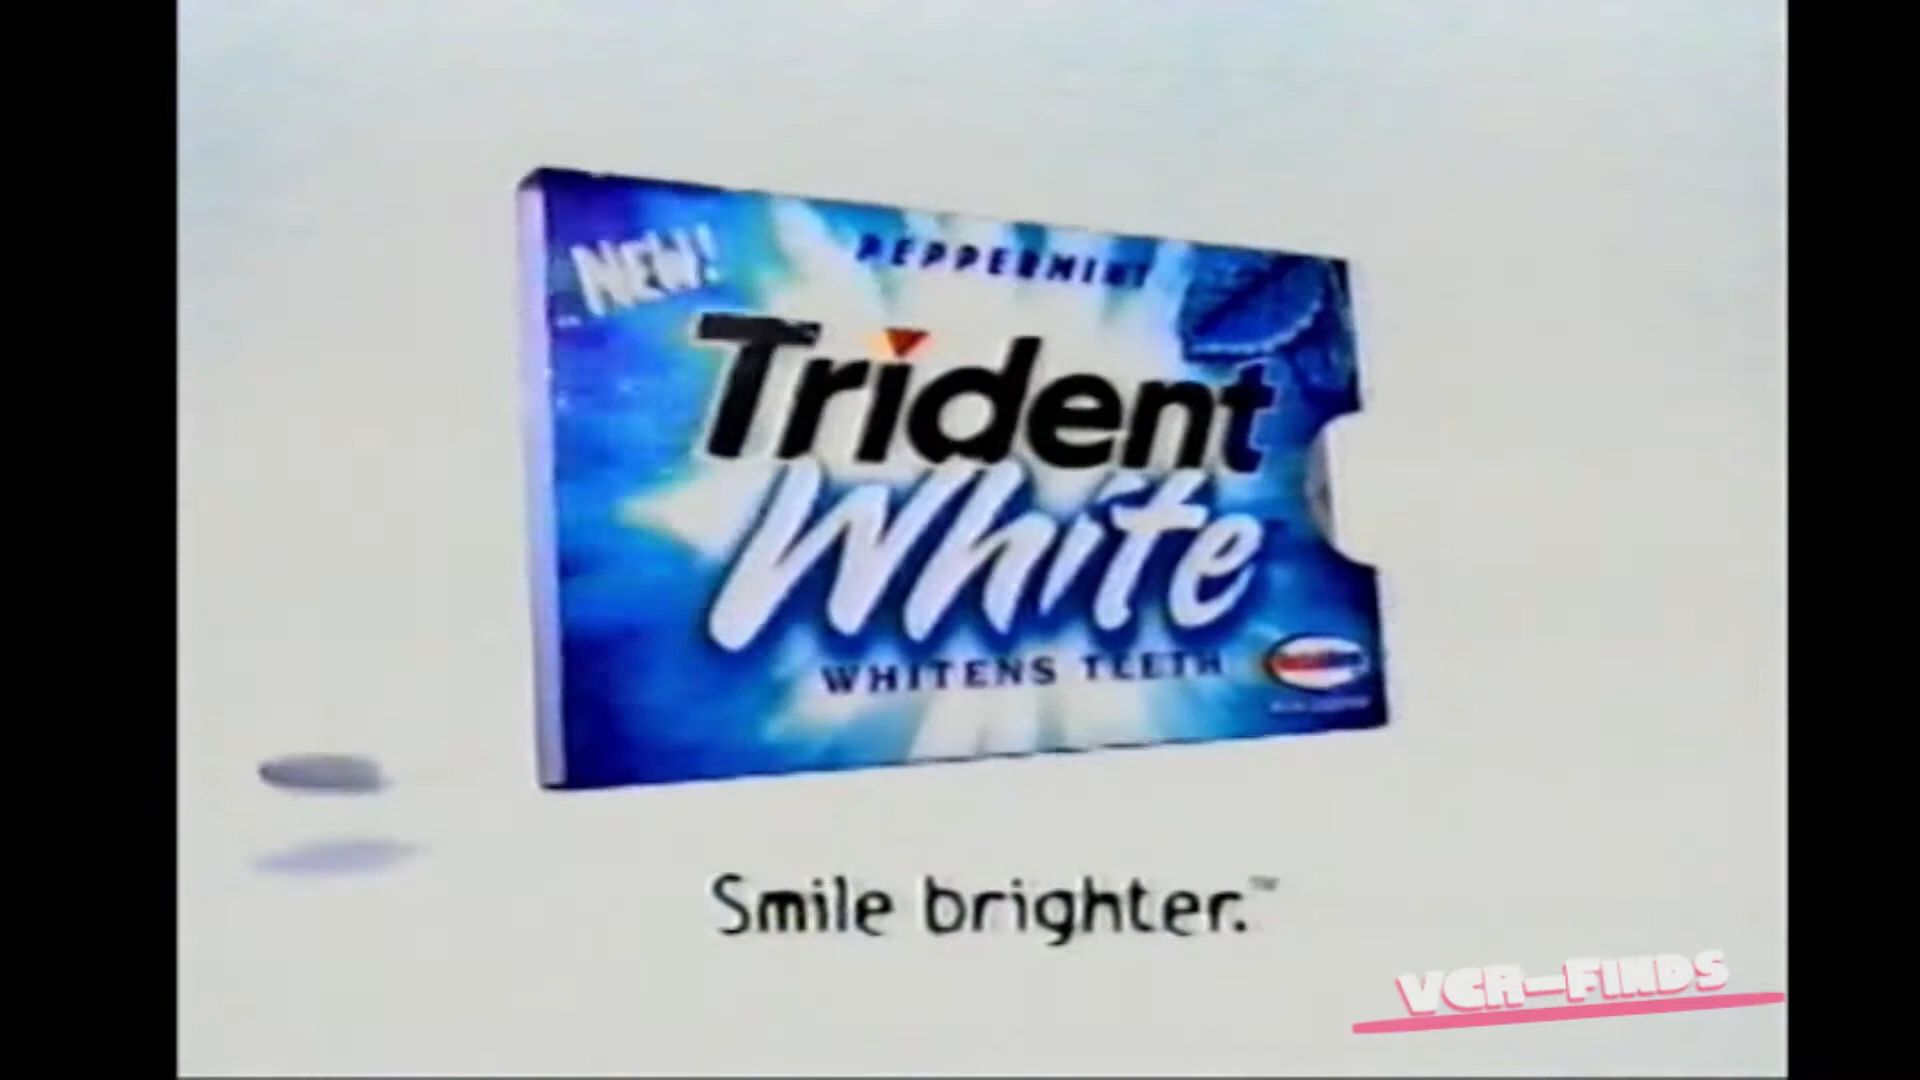 NEW!
PEPPERMINT
Trident
White
WHITENS TEETH
Smile brighter.™
VCR-FINDS